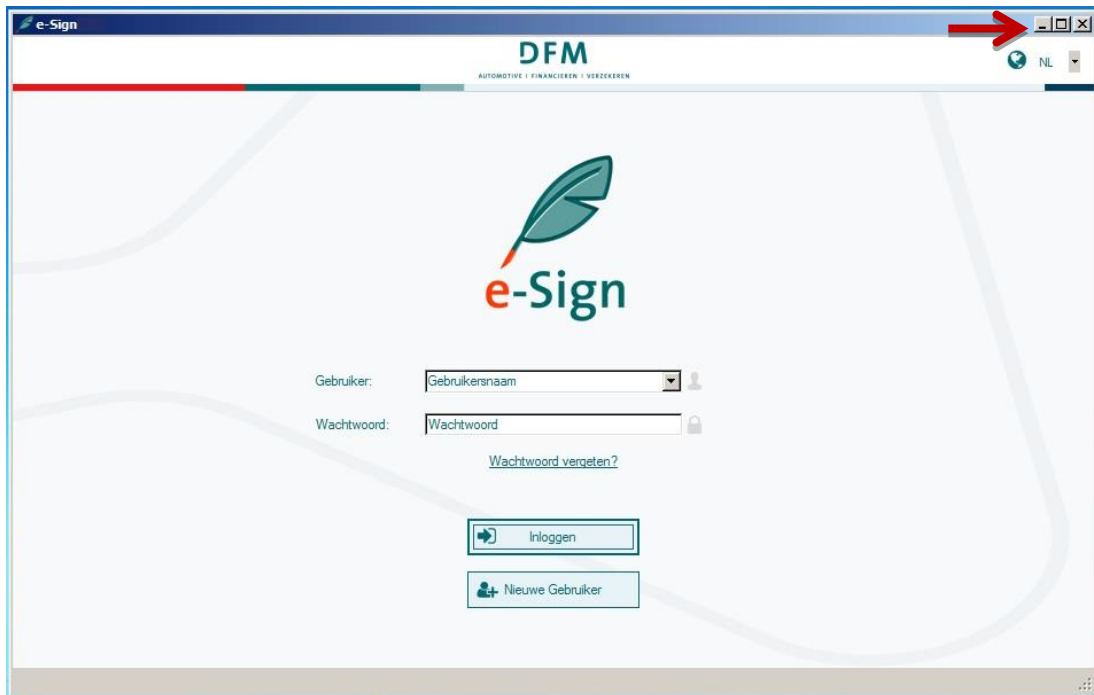 e-Sign
DFM
AUTOMOTIVE I FINANCIEREN I VERZEKEREN
NL
e-Sign
Gebruiker:
Gebruikersnaam
Wachtwoord:
Wachtwoord
Wachtwoord vergeten?
Inloggen
Nieuwe Gebruiker